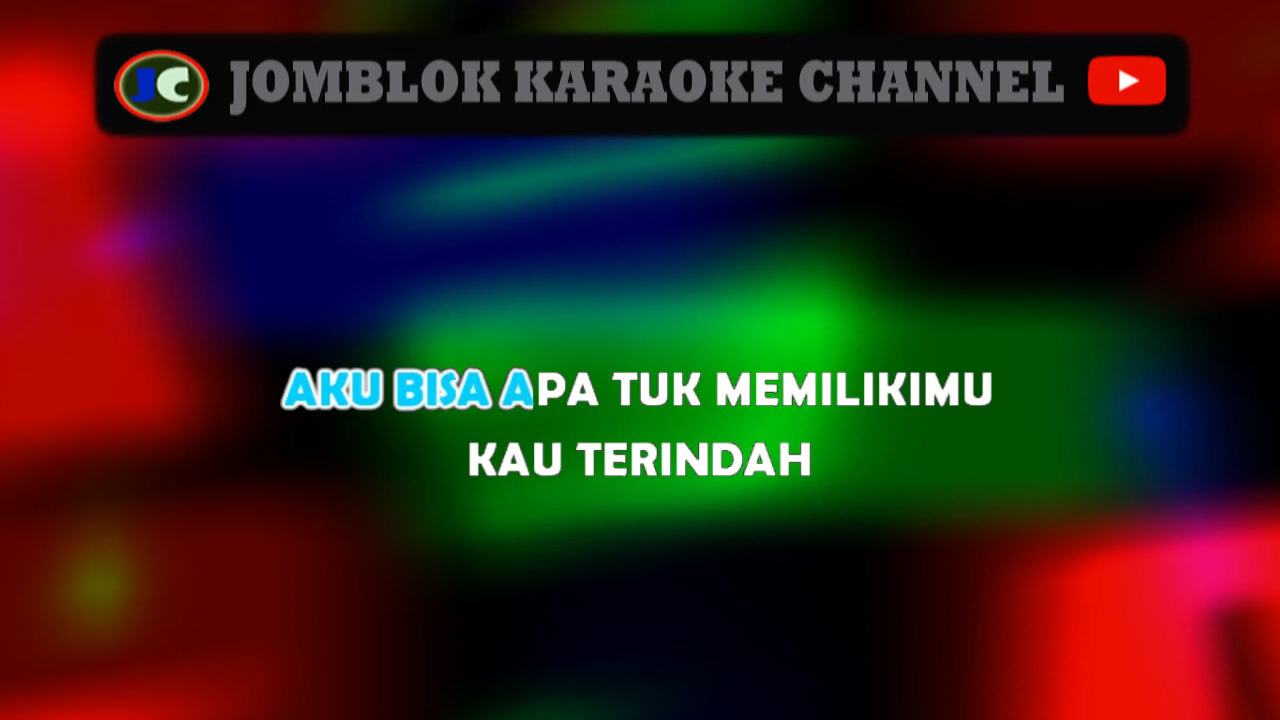 JC JOMBLOK KARAOKE CHANNEL
AKU BISA APA TUK MEMILIKIMU
KAU TERINDAH